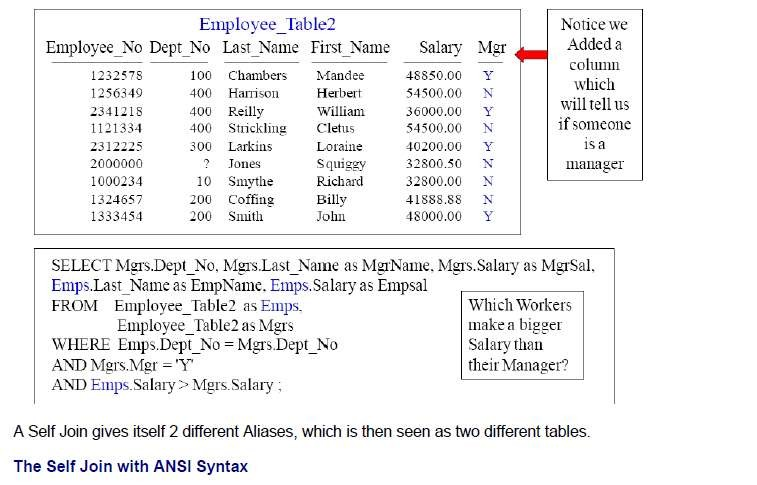 Employee_Table2
Employee_No Dept_No Last_Name First_Name Salary Mgr
1232578 100 Chambers Mandee 48850.00 Y
1256349 400 Harrison Herbert 54500.00 N
2341218 400 Reilly William 36000.00 Y
1121334 400 Strickling Cletus 54500.00 N
2312225 300 Larkins Loraine 40200.00 Y
2000000 ? Jones Squiggy 32800.50 N
1000234 10 Smythe Richard 32800.00 N
1324657 200 Coffing Billy 41888.88 N
1333454 200 Smith John 48000.00 Y
Notice we
Added a
column
which
will tell us
if someone
is a
manager
SELECT Mgrs.Dept_No, Mgrs.Last_Name as MgrName, Mgrs.Salary as MgrSal,
Emps.Last_Name as EmpName, Emps.Salary as Empsal
FROM Employee_Table2 as Emps,
Employee_Table2 as Mgrs
WHERE Emps.Dept_No = Mgrs.Dept_No
AND Mgrs.Mgr = 'Y'
AND Emps.Salary > Mgrs.Salary ;
Which Workers
make a bigger
Salary than
their Manager?
A Self Join gives itself 2 different Aliases, which is then seen as two different tables.
The Self Join with ANSI Syntax